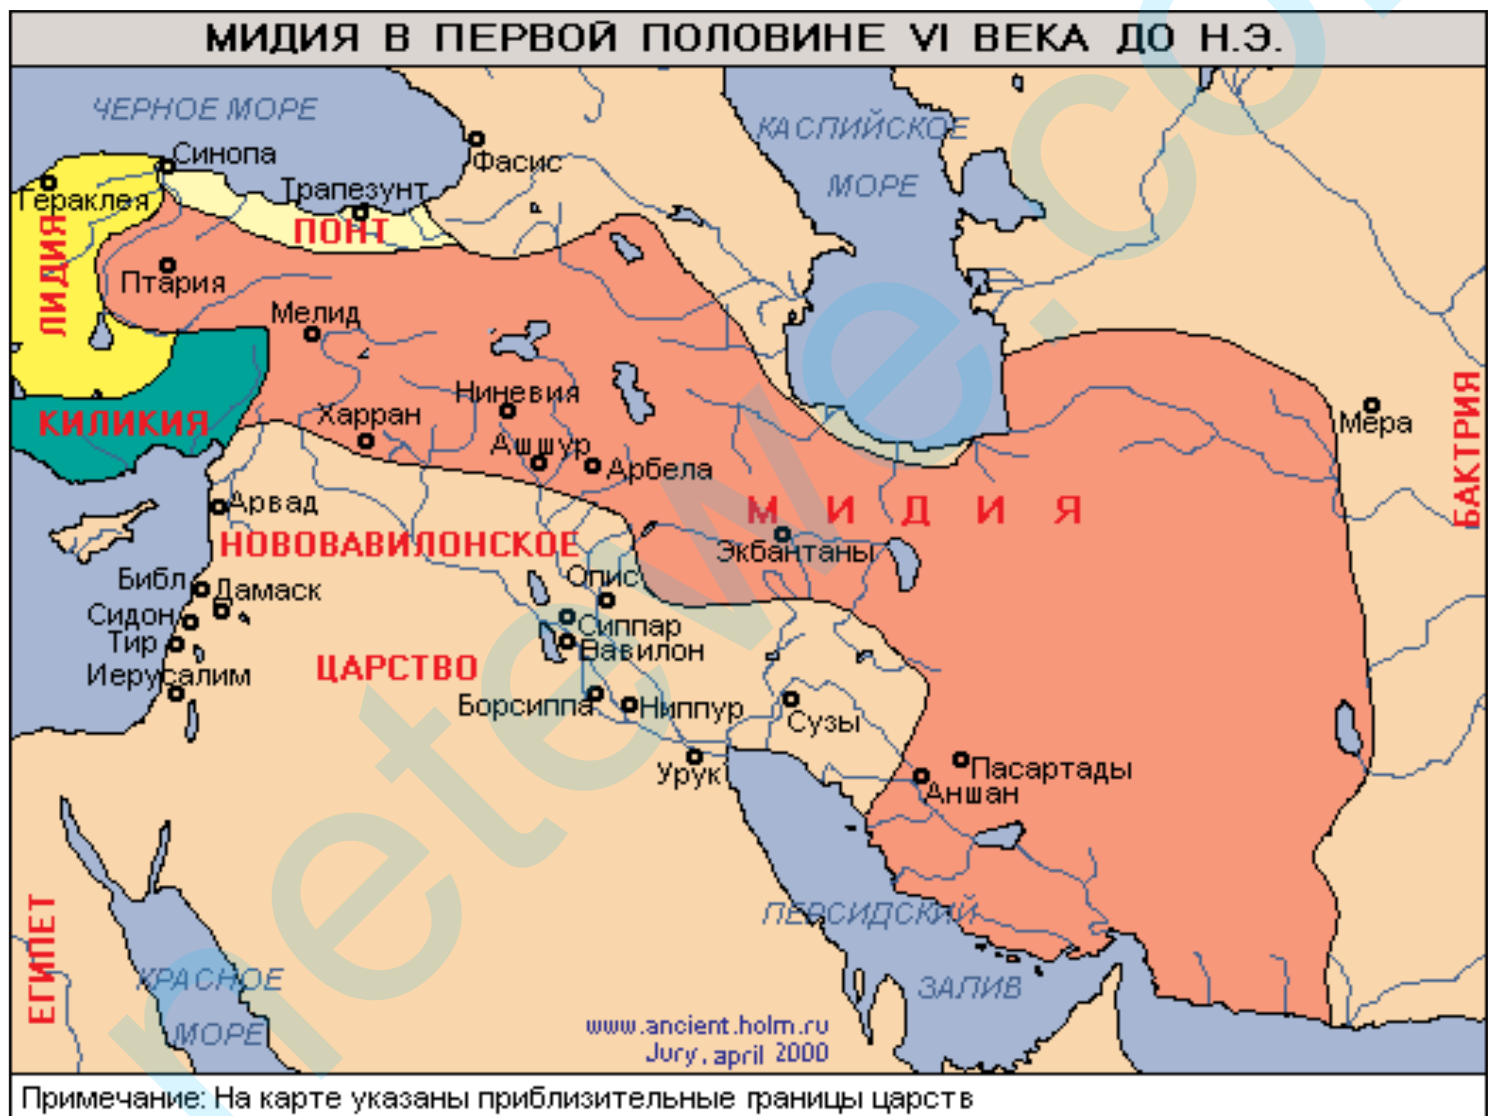 МИДИЯ В ПЕРВОЙ ПОЛОВИНЕ VI ВЕКА ДО Н.Э.
ЧЕРНОЕ МОРЕ
КАСПИЙСКОЕ
МОРЕ
Синопа
Фасис
Гераклея
Трапезунт
ПОНТ
ЛИДИЯ
Птария
Мелид
Ниневия
КИЛИКИЯ
Харран
Ашшур
Арбела
Мерa
БАКТРИЯ
Арвад
МИДИЯ
НОВОВАВИЛОНСКОЕ
Экбантаны
Библ
Дамаск
Опис
Сидон
Сиппар
Тир
Вавилон
ЦАРСТВО
Иерусалим
Борсиппа
Ниппур
Сузы
Урук
Пасартады
Аншан
ЕГИПЕТ
ПЕРСИДСКИЙ
ЗАЛИВ
КРАСНОЕ
МОРЕ
www.ancient.holm.ru
Jury, april 2000
Примечание: На карте указаны приблизительные границы царств